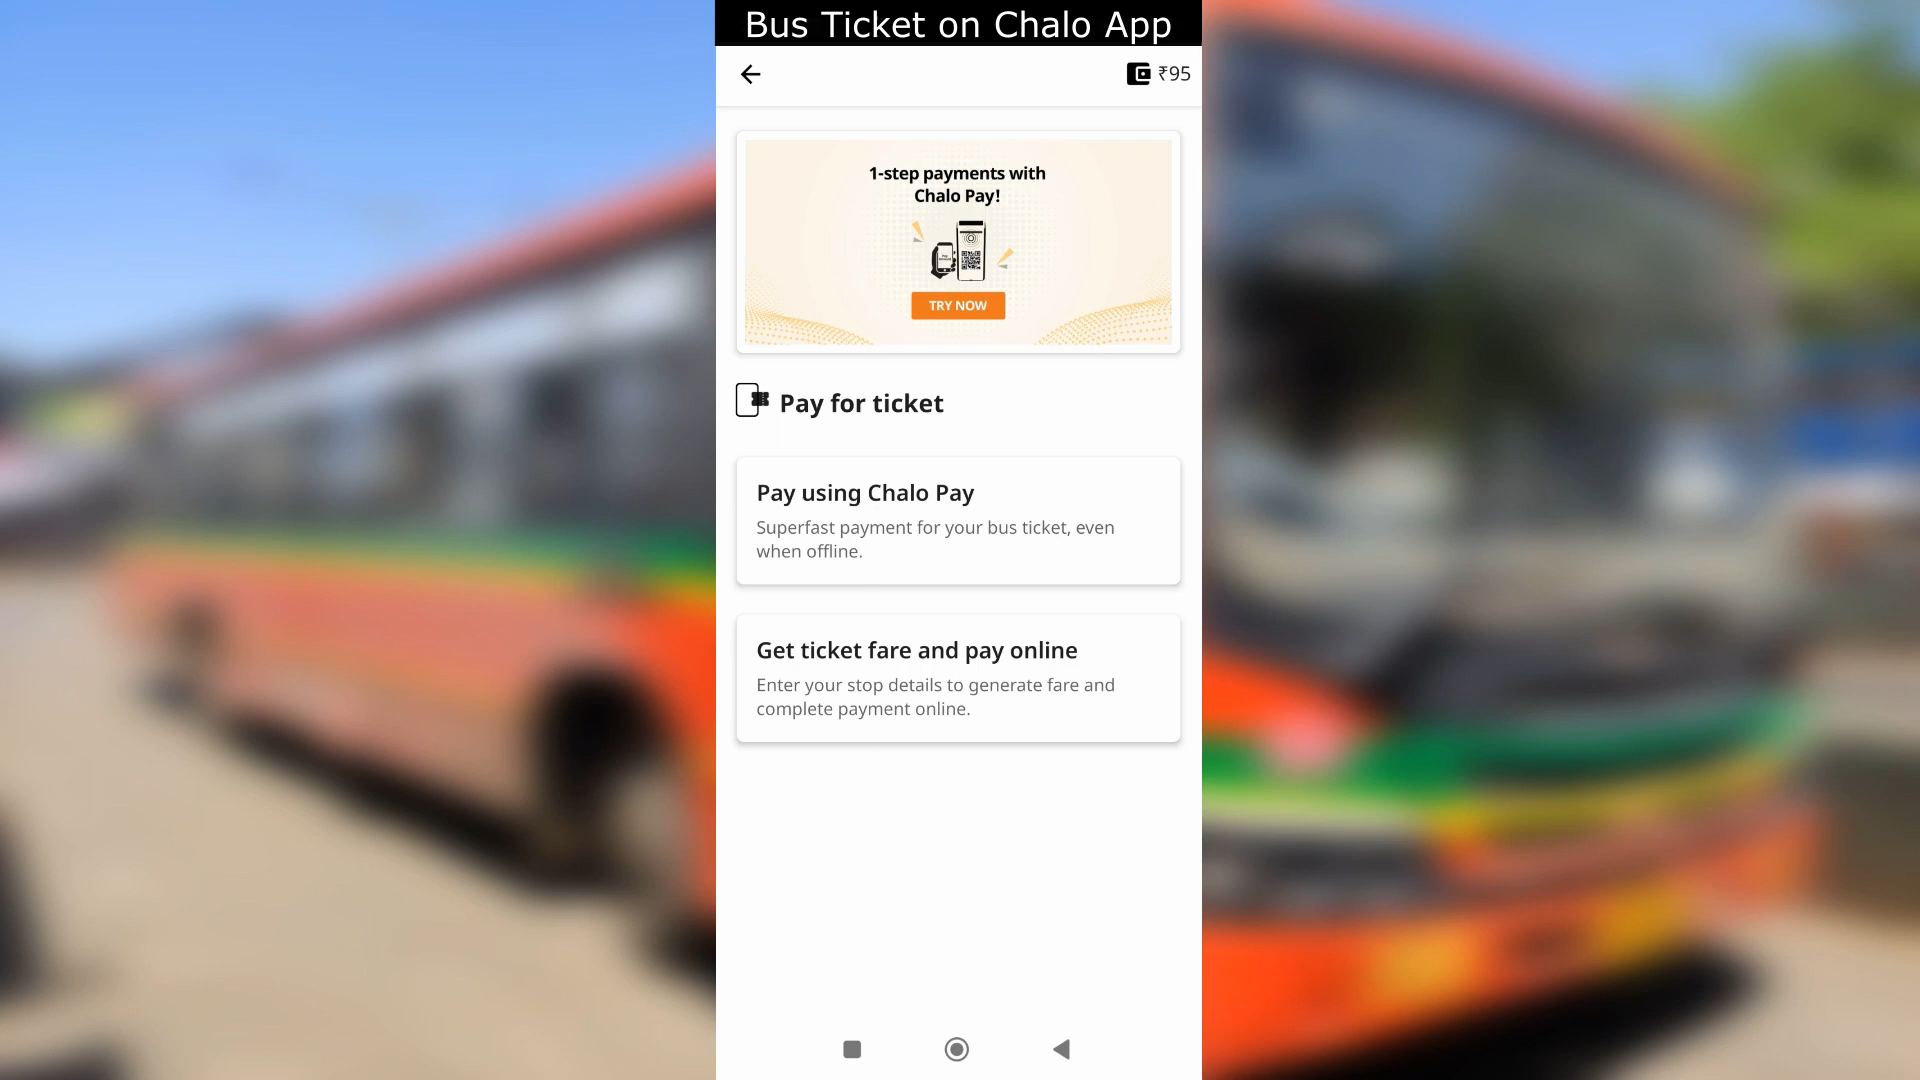 Bus Ticket on Chalo App
₹95
1-step payments with
Chalo Pay!
TRY NOW
Pay for ticket
Pay using Chalo Pay
Superfast payment for your bus ticket, even
when offline.
Get ticket fare and pay online
Enter your stop details to generate fare and
complete payment online.